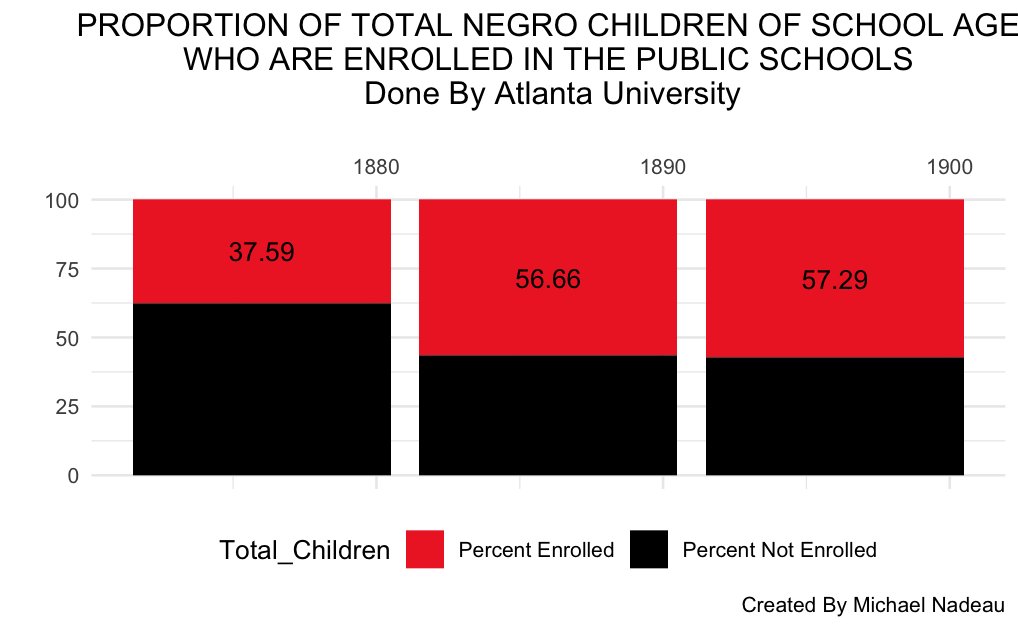 PROPORTION OF TOTAL NEGRO CHILDREN OF SCHOOL AGE
WHO ARE ENROLLED IN THE PUBLIC SCHOOLS
Done By Atlanta University
1880 1890 1900
100
37.59 56.66 57.29
75
50
25
0
Total_Children Percent Enrolled Percent Not Enrolled
Created By Michael Nadeau